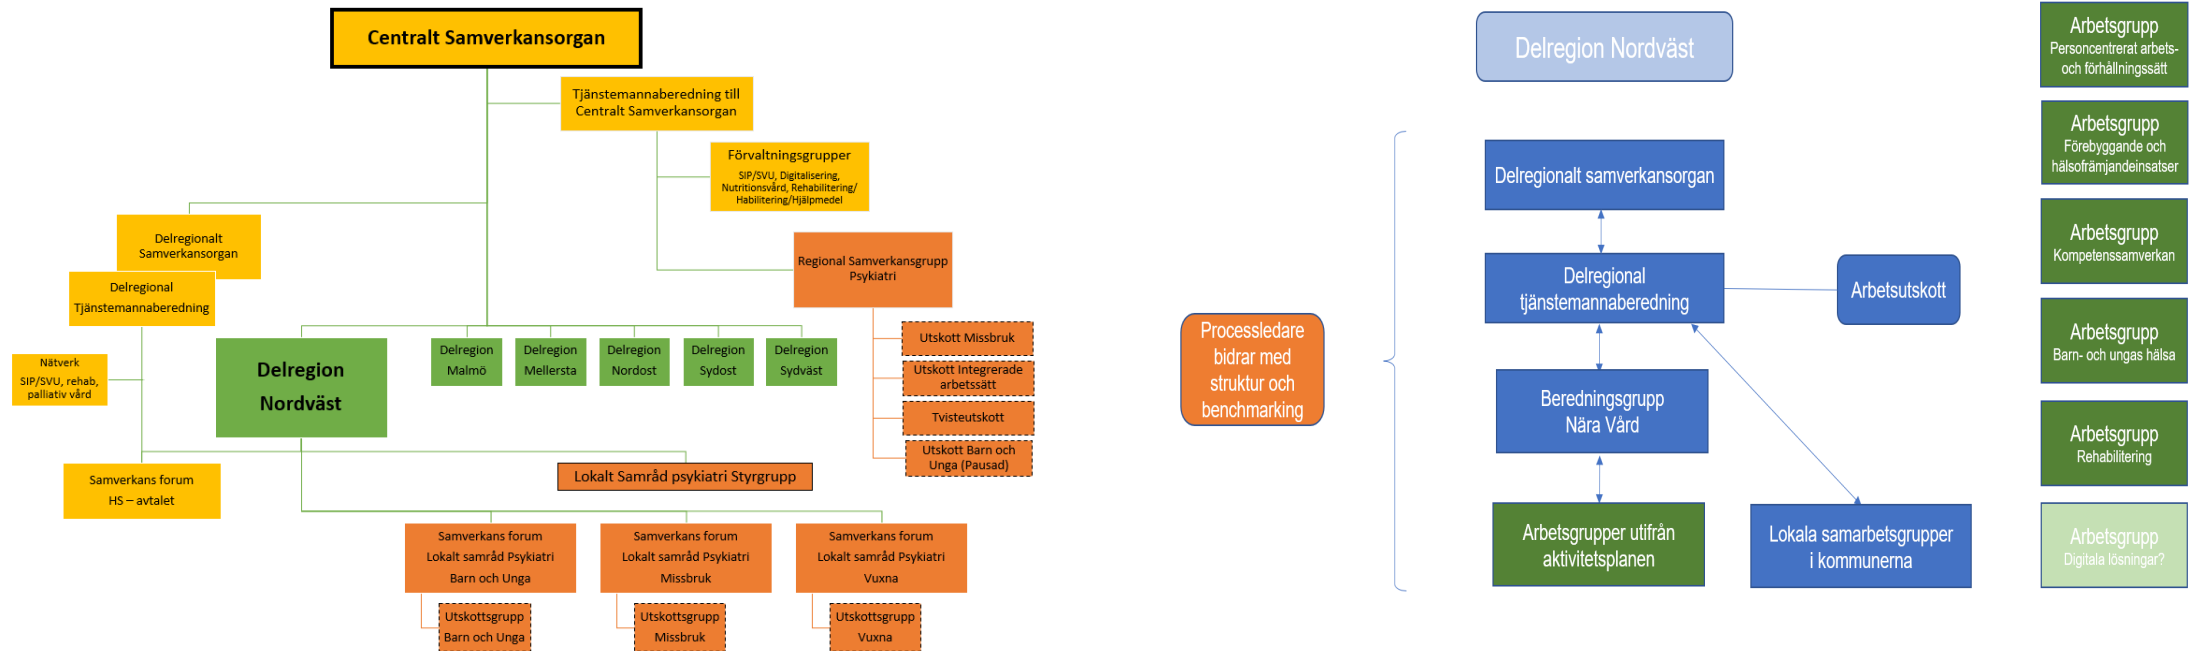 Centralt Samverkansorgan
Tjänstemannaberedning till
Centralt Samverkansorgan
Förvaltningsgrupper
SIP/SVU, Digitalisering,
Nutritionsvård, Rehabilitering/
Habilitering/Hjälpmedel
Delregionalt
Samverkansorgan
Delregional
Tjänstemannaberedning
Regional Samverkansgrupp
Psykiatri
Utskott Missbruk
Utskott Integrerade
arbetssätt
Tvisteutskott
Utskott Barn och
Unga (Pausad)
Nätverk
SIP/SVU, rehab,
palliativ vård
Delregion
Nordväst
Delregion
Malmö
Delregion
Mellersta
Delregion
Nordost
Delregion
Sydost
Delregion
Sydväst
Samverkans forum
HS – avtalet
Lokalt Samråd psykiatri Styrgrupp
Samverkans forum
Lokalt samråd Psykiatri
Barn och Unga
Samverkans forum
Lokalt samråd Psykiatri
Missbruk
Samverkans forum
Lokalt samråd Psykiatri
Vuxna
Utskottsgrupp
Barn och Unga
Utskottsgrupp
Missbruk
Utskottsgrupp
Vuxna
Delregion Nordväst
Processledare
bidrar med
struktur och
benchmarking
Delregionalt samverkansorgan
Delregional
tjänstemannaberedning
Arbetsutskott
Beredningsgrupp
Nära Vård
Arbetsgrupper utifrån
aktivitetsplanen
Lokala samarbetsgrupper
i kommunerna
Arbetsgrupp
Personcentrerat arbets-
och förhållningssätt
Arbetsgrupp
Förebyggande och
hälsofrämjandeinsatser
Arbetsgrupp
Kompetenssamverkan
Arbetsgrupp
Barn- och ungas hälsa
Arbetsgrupp
Rehabilitering
Arbetsgrupp
Digitala lösningar?